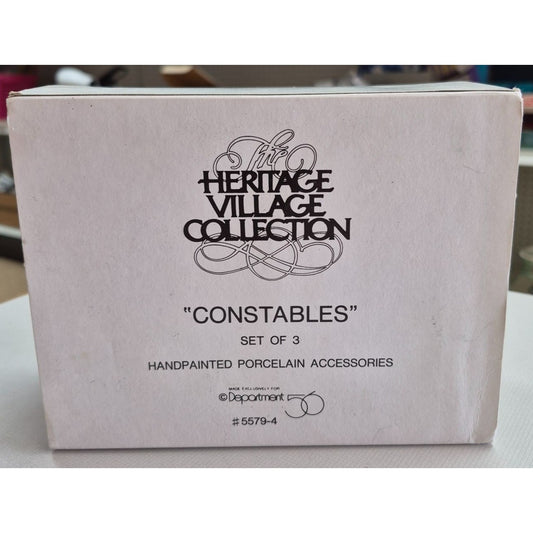 The
HERITAGE
VILLAGE
COLLECTION
"CONSTABLES"
SET OF 3
HANDPAINTED PORCELAIN ACCESSORIES
MADE EXCLUSIVELY FOR
©Department 56
#5579-4